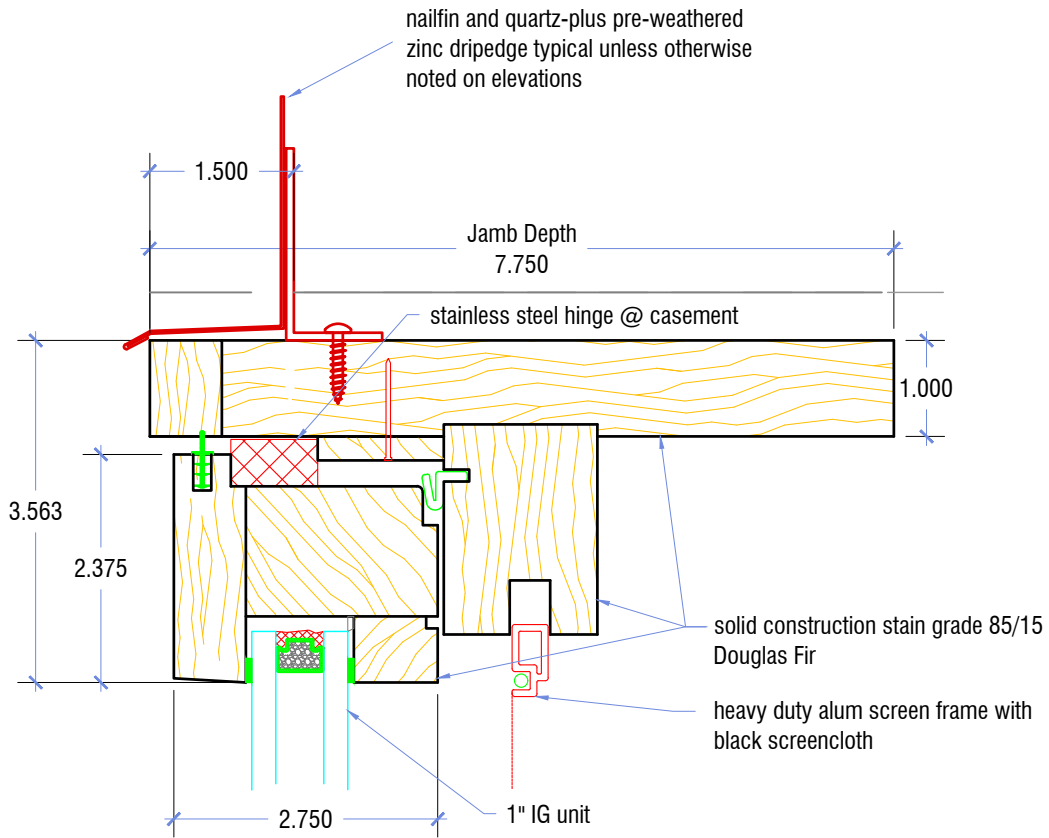 nailfin and quartz-plus pre-weathered
zinc dripedge typical unless otherwise
noted on elevations
1.500
Jamb Depth
7.750
stainless steel hinge @ casement
1.000
3.563
2.375
solid construction stain grade 85/15
Douglas Fir
heavy duty alum screen frame with
black screencloth
1" IG unit
2.750